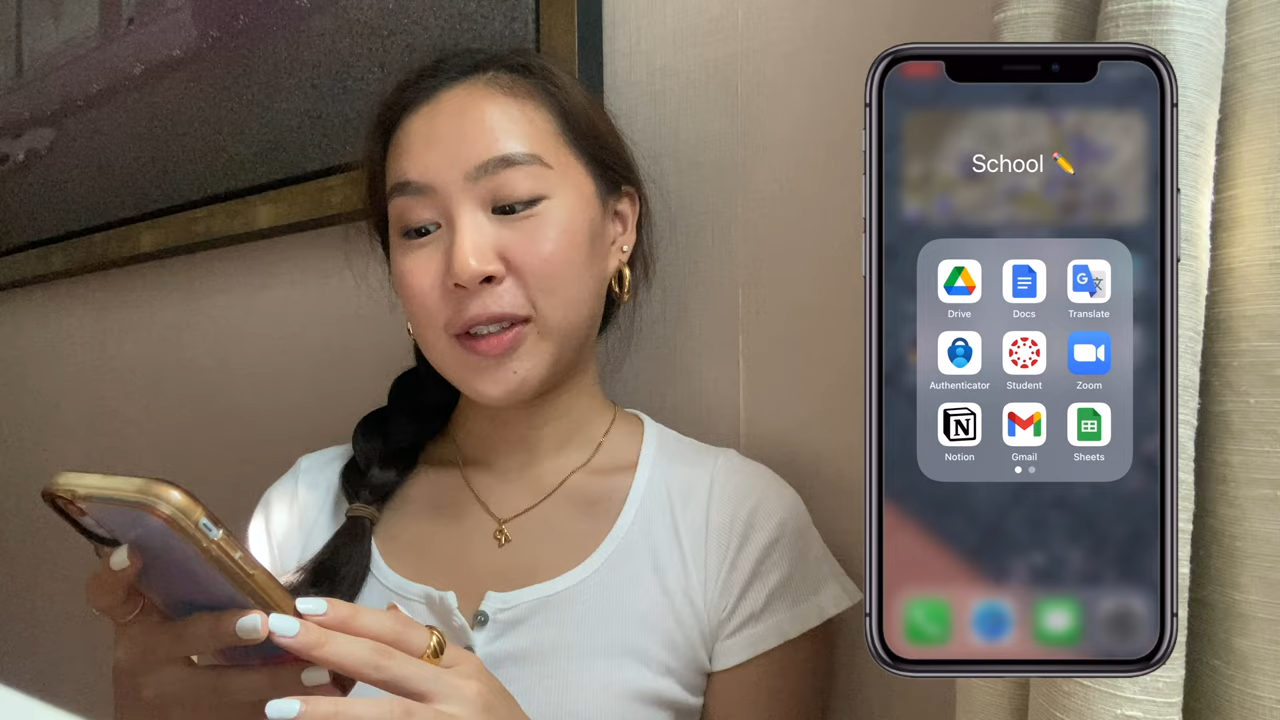 School ✏️
Drive Docs Translate
Authenticator Student Zoom
Notion Gmail Sheets